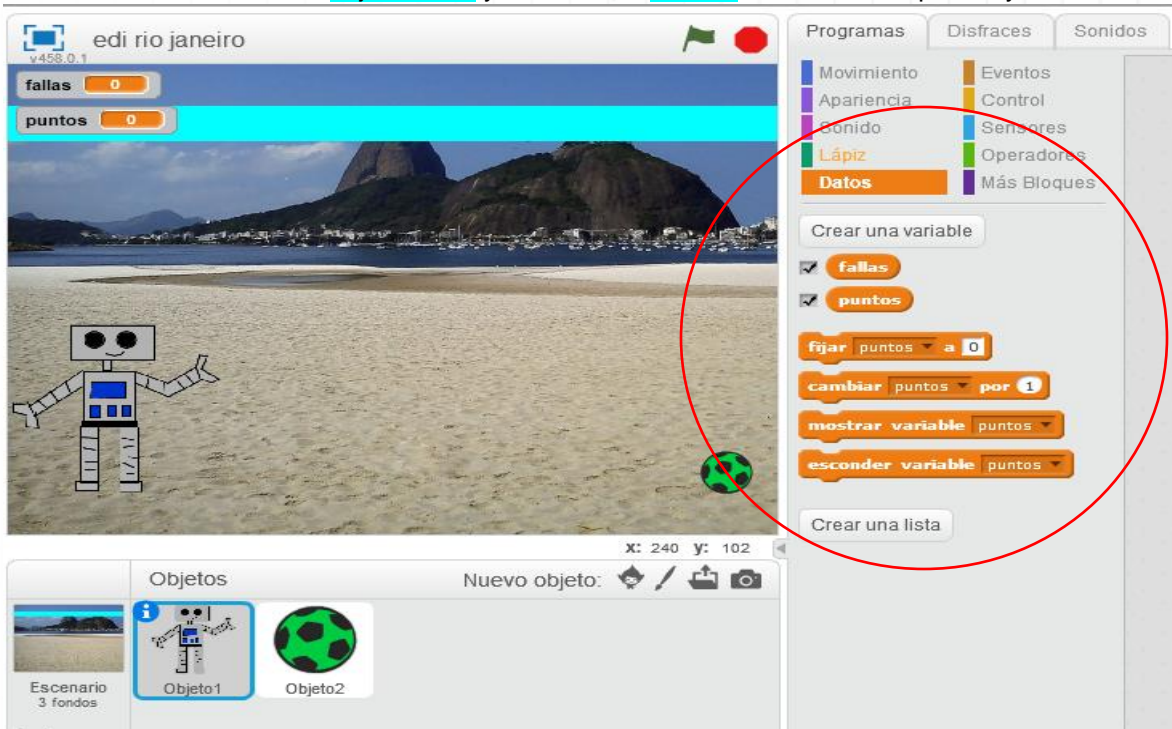 edi rio janeiro
v458.0.1
fallas 0
puntos 0
x: 240 y: 102
Objetos
Nuevo objeto:
Escenario
3 fondos
Objeto1
Objeto2
Programas
Disfraces
Sonidos
Movimiento
Eventos
Apariencia
Control
Sonido
Sensores
Lápiz
Operadores
Datos
Más Bloques
Crear una variable
fallas
puntos
fijar puntos a 0
cambiar puntos por 1
mostrar variable puntos
esconder variable puntos
Crear una lista